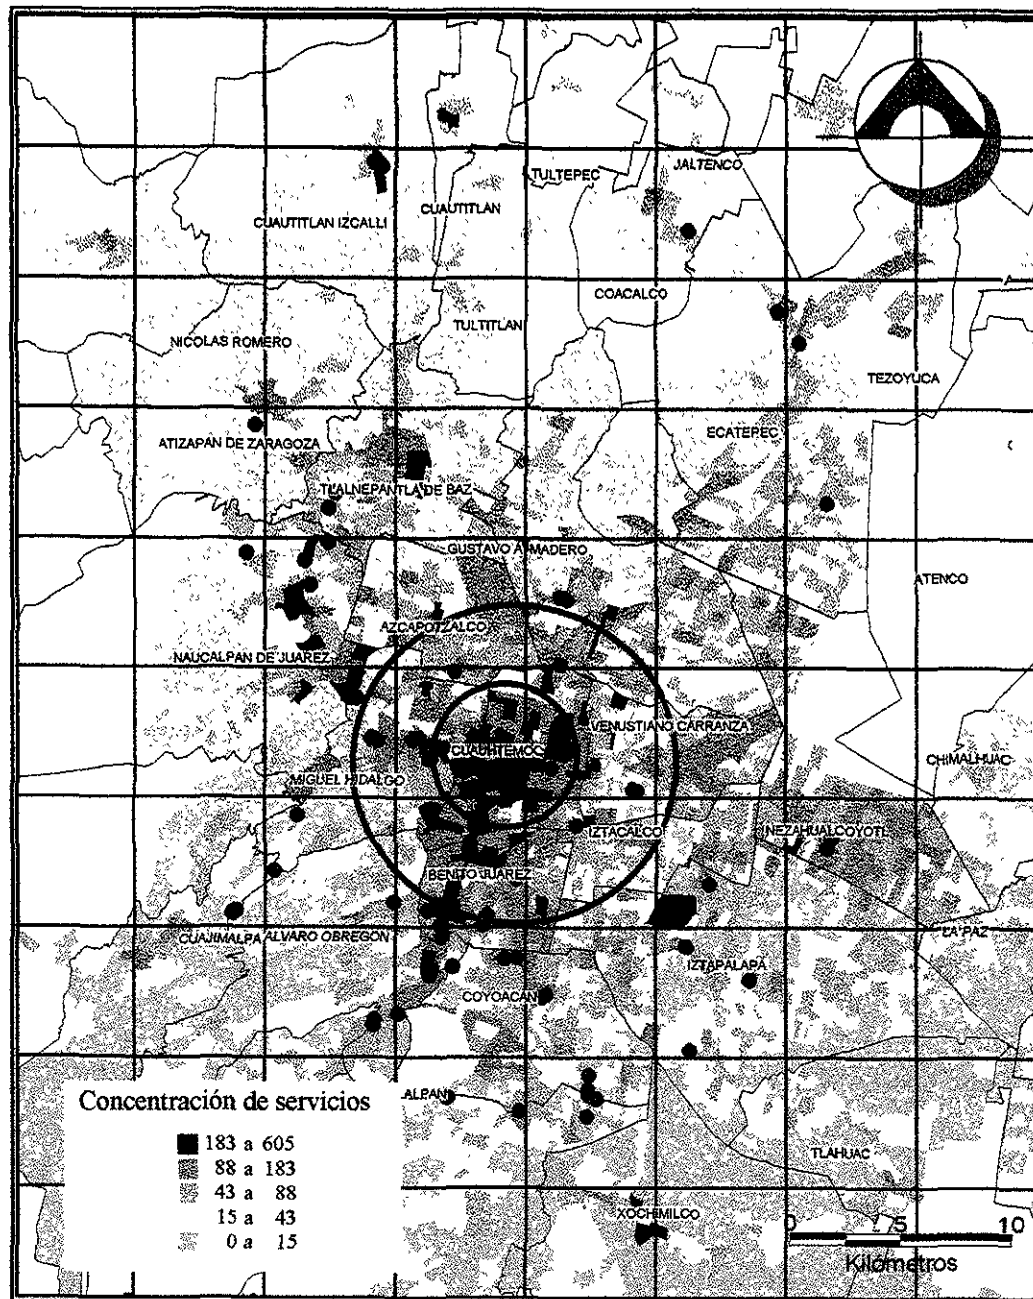 TULTEPEC
JALTENCO
CUAUTITLAN
CUAUTITLAN IZCALLI
COACALCO
TULTITLAN
NICOLAS ROMERO
TEZOYUCA
ECATEPEC
ATIZAPAN DE ZARAGOZA
TLALNEPANTLA DE BAZ
GUSTAVO A. MADERO
ATENCO
AZCAPOTZALCO
NAUCALPAN DE JUAREZ
VENUSTIANO CARRANZA
CUAUHTEMOC
CHIMALHUAC
MIGUEL HIDALGO
IZTACALCO
NEZAHUALCOYOTL
BENITO JUAREZ
LA PAZ
CUAJIMALPA ALVARO OBREGON
IZTAPALAPA
COYOACAN
ALPAN
TLAHUAC
XOCHIMILCO
Concentración de servicios
183 a 605
88 a 183
43 a 88
15 a 43
0 a 15
0 7.5 10
Kilómetros